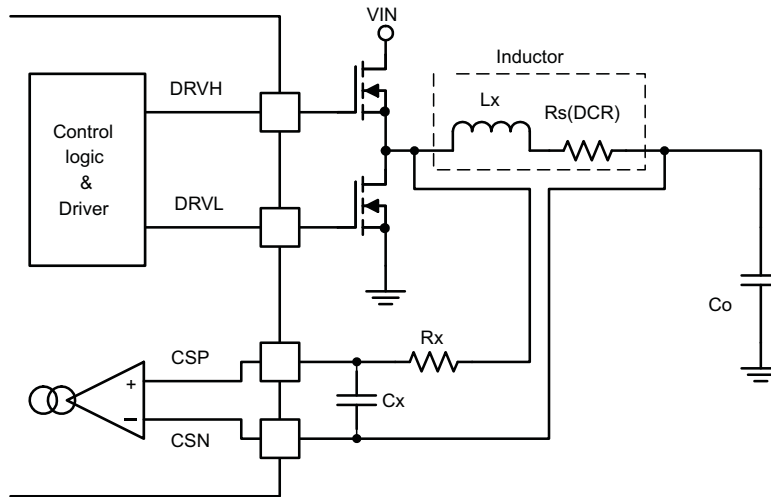 VIN
Inductor
DRVH
Lx
Rs(DCR)
Control
logic
&
Driver
DRVL
Co
Rx
CSP
+
Cx
−
CSN